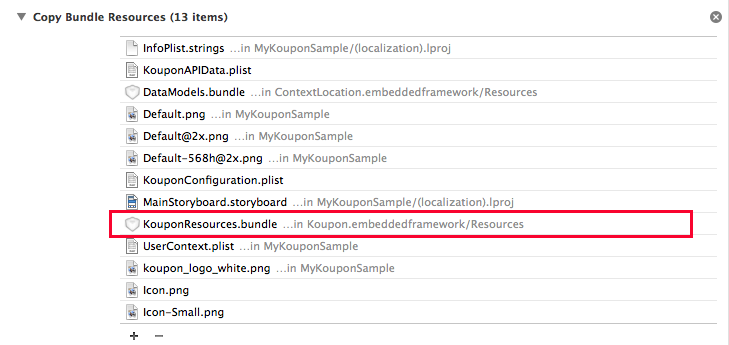 Copy Bundle Resources (13 items)
InfoPlist.strings ...in MyKouponSample/(localization).lproj
KouponAPIData.plist
DataModels.bundle ...in ContextLocation.embeddedframework/Resources
Default.png ...in MyKouponSample
Default@2x.png ...in MyKouponSample
Default-568h@2x.png ...in MyKouponSample
KouponConfiguration.plist
MainStoryboard.storyboard ...in MyKouponSample/(localization).lproj
KouponResources.bundle ...in Koupon.embeddedframework/Resources
UserContext.plist ...in MyKouponSample
koupon_logo_white.png ...in MyKouponSample
Icon.png
Icon-Small.png